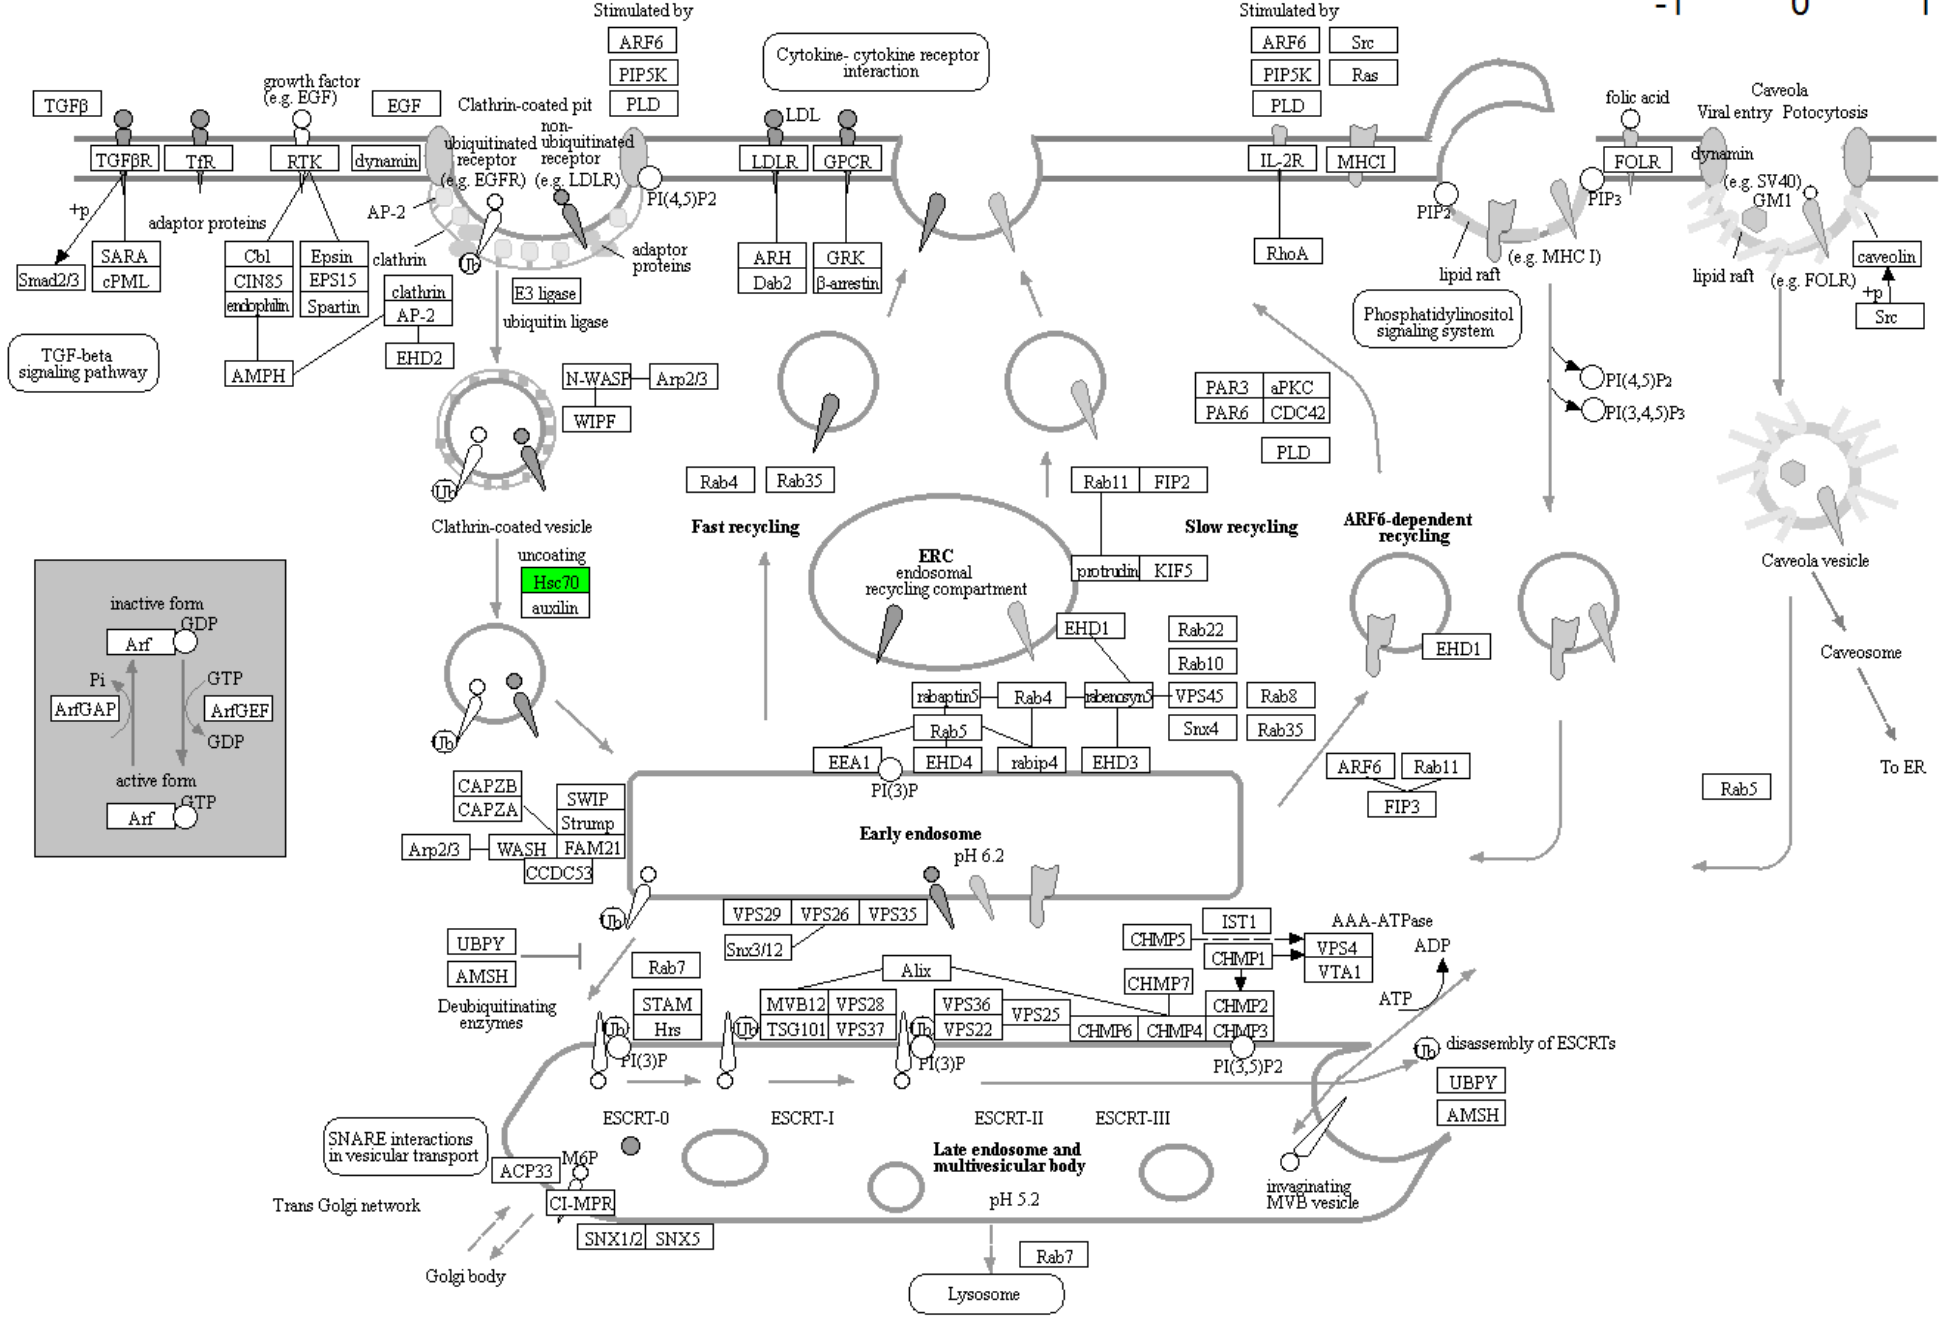 -1 0 1
Stimulated by
ARF6
PIP5K
PLD
Cytokine- cytokine receptor
interaction
Stimulated by
ARF6 Src
PIP5K Ras
PLD
TGFβ
growth factor
(e.g. EGF)
EGF
Clathrin-coated pit
ubiquitinated
receptor
(e.g. EGFR)
non-
ubiquitinated
receptor
(e.g. LDLR)
LDL
folic acid
Caveola
Viral entry Potocytosis
TGFβR
TfR
RTK
dynamin
LDLR
GPCR
IL-2R
MHCI
FOLR
dynamin
(e.g. SV40)
GM1
PI(4,5)P2
PIP2
PIP3
+p
adaptor proteins
AP-2
clathrin
adaptor
proteins
Smad2/3
SARA
cPML
Cbl
CIN85
endophilin
Epsin
EPS15
Spartin
clathrin
AP-2
EHD2
AMPH
E3 ligase
ubiquitin ligase
Ub
ARH
Dab2
GRK
β-arrestin
RhoA
lipid raft
(e.g. MHC I)
lipid raft
(e.g. FOLR)
caveolin
+p
Src
TGF-beta
signaling pathway
Phosphatidylinositol
signaling system
N-WASP
Arp2/3
WIPF
PAR3 aPKC
PAR6 CDC42
PLD
PI(4,5)P2
PI(3,4,5)P3
Ub
Rab4
Rab35
Rab11 FIP2
Clathrin-coated vesicle
Fast recycling
Slow recycling
ARF6-dependent
recycling
uncoating
Hsc70
auxilin
ERC
endosomal
recycling compartment
protrudin KIF5
Caveola vesicle
inactive form
GDP
Arf
Pi
GTP
ArfGAP
ArfGEF
GDP
active form
GTP
Arf
EHD1
Rab22
Rab10
EHD1
Caveosome
rabaptin5
Rab4
rabenosyn5
VPS45
Rab8
Rab5
Snx4
Rab35
Ub
EEA1
EHD4
rabip4
EHD3
PI(3)P
ARF6
Rab11
FIP3
To ER
Rab5
CAPZB
CAPZA
SWIP
Strump
Arp2/3
WASH
FAM21
CCDC53
Early endosome
pH 6.2
Ub
VPS29 VPS26 VPS35
Snx3/12
IST1
AAA-ATPase
CHMP5
CHMP1
VPS4
VTA1
ADP
ATP
UBPY
AMSH
Deubiquitinating
enzymes
Rab7
Alix
CHMP7
STAM
Hrs
MVB12 VPS28
TSG101 VPS37
VPS36
VPS22
VPS25
CHMP6
CHMP4
CHMP2
CHMP3
Ub
Ub
Ub
PI(3)P
PI(3)P
PI(3,5)P2
Ub
disassembly of ESCRTs
UBPY
AMSH
ESCRT-0
ESCRT-I
ESCRT-II
ESCRT-III
SNARE interactions
in vesicular transport
Late endosome and
multivesicular body
pH 5.2
ACP33
M6P
CI-MPR
invaginating
MVB vesicle
Trans Golgi network
SNX1/2 SNX5
Golgi body
Rab7
Lysosome